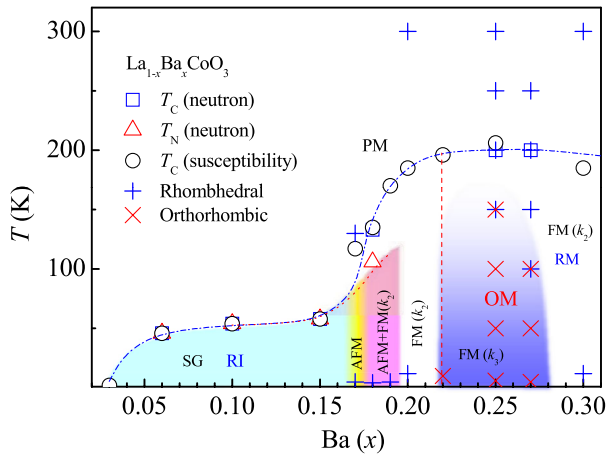 300
200
100
T (K)
La1-xBaxCoO3
TC (neutron)
TN (neutron)
TC (susceptibility)
Rhombhedral
Orthorhombic
PM
FM (k2)
RM
OM
FM (k3)
SG RI
AFM
AFM+FM(k2)
FM (k2)
0.05 0.10 0.15 0.20 0.25 0.30
Ba (x)